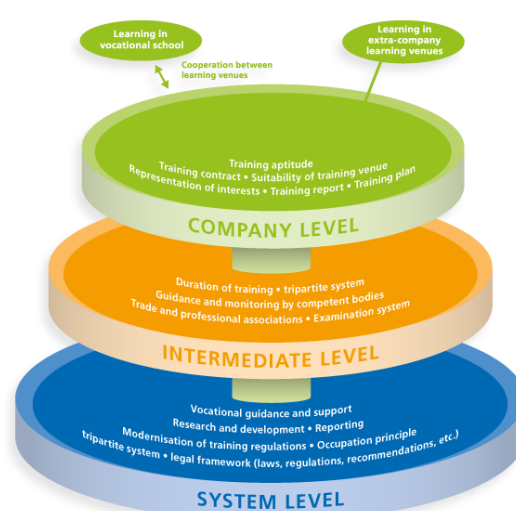 Learning in
vocational school
Learning in
extra-company
learning venues
Cooperation between
learning venues
Training aptitude
Training contract • Suitability of training venue
Representation of interests • Training report • Training plan
COMPANY LEVEL
Duration of training • tripartite system
Guidance and monitoring by competent bodies
Trade and professional associations • Examination system
INTERMEDIATE LEVEL
Vocational guidance and support
Research and development • Reporting
Modernisation of training regulations • Occupation principle
tripartite system • legal framework (laws, regulations, recommendations, etc.)
SYSTEM LEVEL